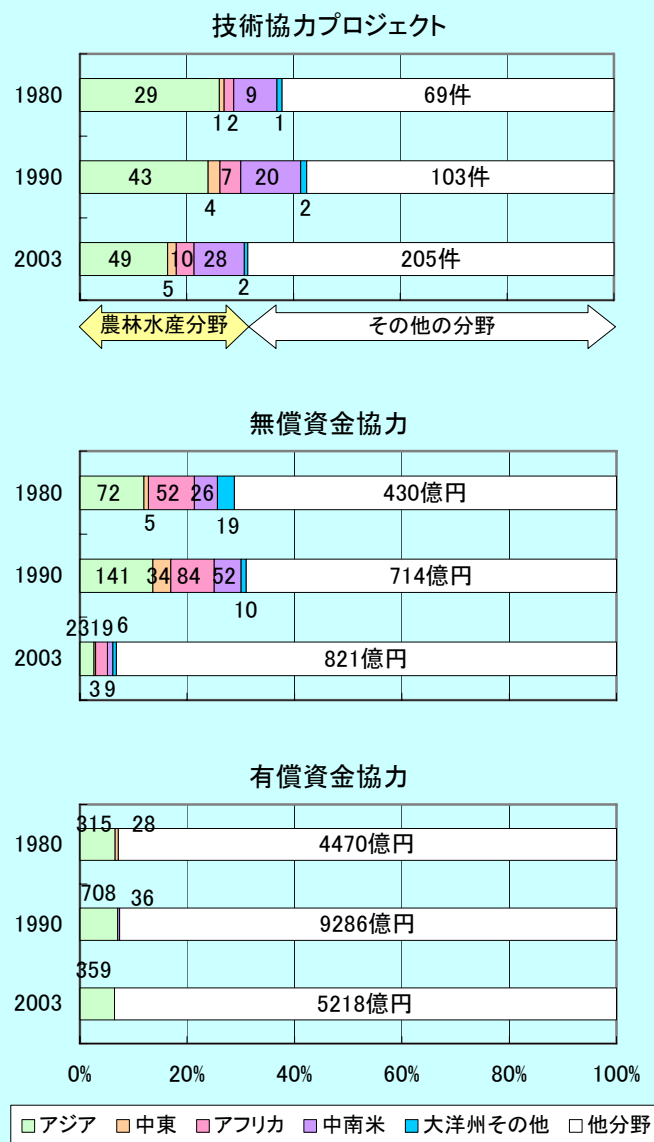 技術協力プロジェクト
1980
29
9
69件
1 2
1
1990
43
7
20
103件
4
2
2003
49
10
28
205件
5
2
農林水産分野
その他の分野
無償資金協力
1980
72
52
26
430億円
5
19
1990
141
34
84
52
714億円
10
23 19 6
2003
821億円
3 9
有償資金協力
315
28
1980
4470億円
708
36
1990
9286億円
359
2003
5218億円
0% 20% 40% 60% 80% 100%
アジア 中東 アフリカ 中南米 大洋州その他 他分野